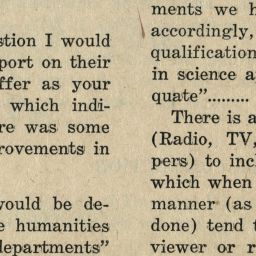 stion I would
port on their
ffer as your
which indi-
re was some
rovements in
would be de-
e humanities
departments"
ments we h
accordingly,
qualification
in science a
quate".........
There is a
(Radio, TV,
pers) to incl
which when
manner (as
done) tend t
viewer or r